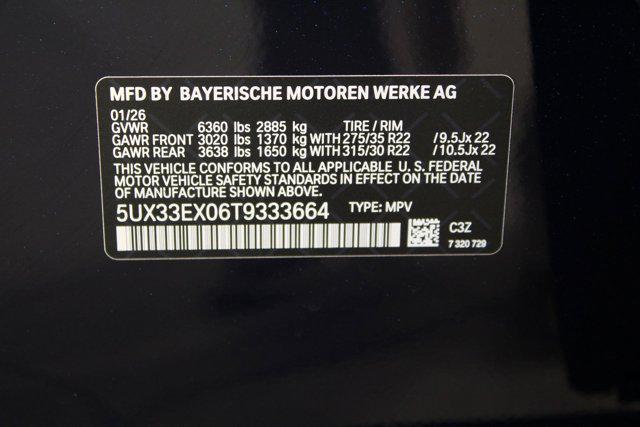 MFD BY BAYERISCHE MOTOREN WERKE AG
01/26
GVWR 6360 lbs 2885 kg TIRE / RIM
GAWR FRONT 3020 lbs 1370 kg WITH 275/35 R22 / 9.5Jx 22
GAWR REAR 3638 lbs 1650 kg WITH 315/30 R22 / 10.5Jx 22
THIS VEHICLE CONFORMS TO ALL APPLICABLE U. S. FEDERAL
MOTOR VEHICLE SAFETY STANDARDS IN EFFECT ON THE DATE
OF MANUFACTURE SHOWN ABOVE.
5UX33EX06T9333664 TYPE: MPV
C3Z
7 320 729